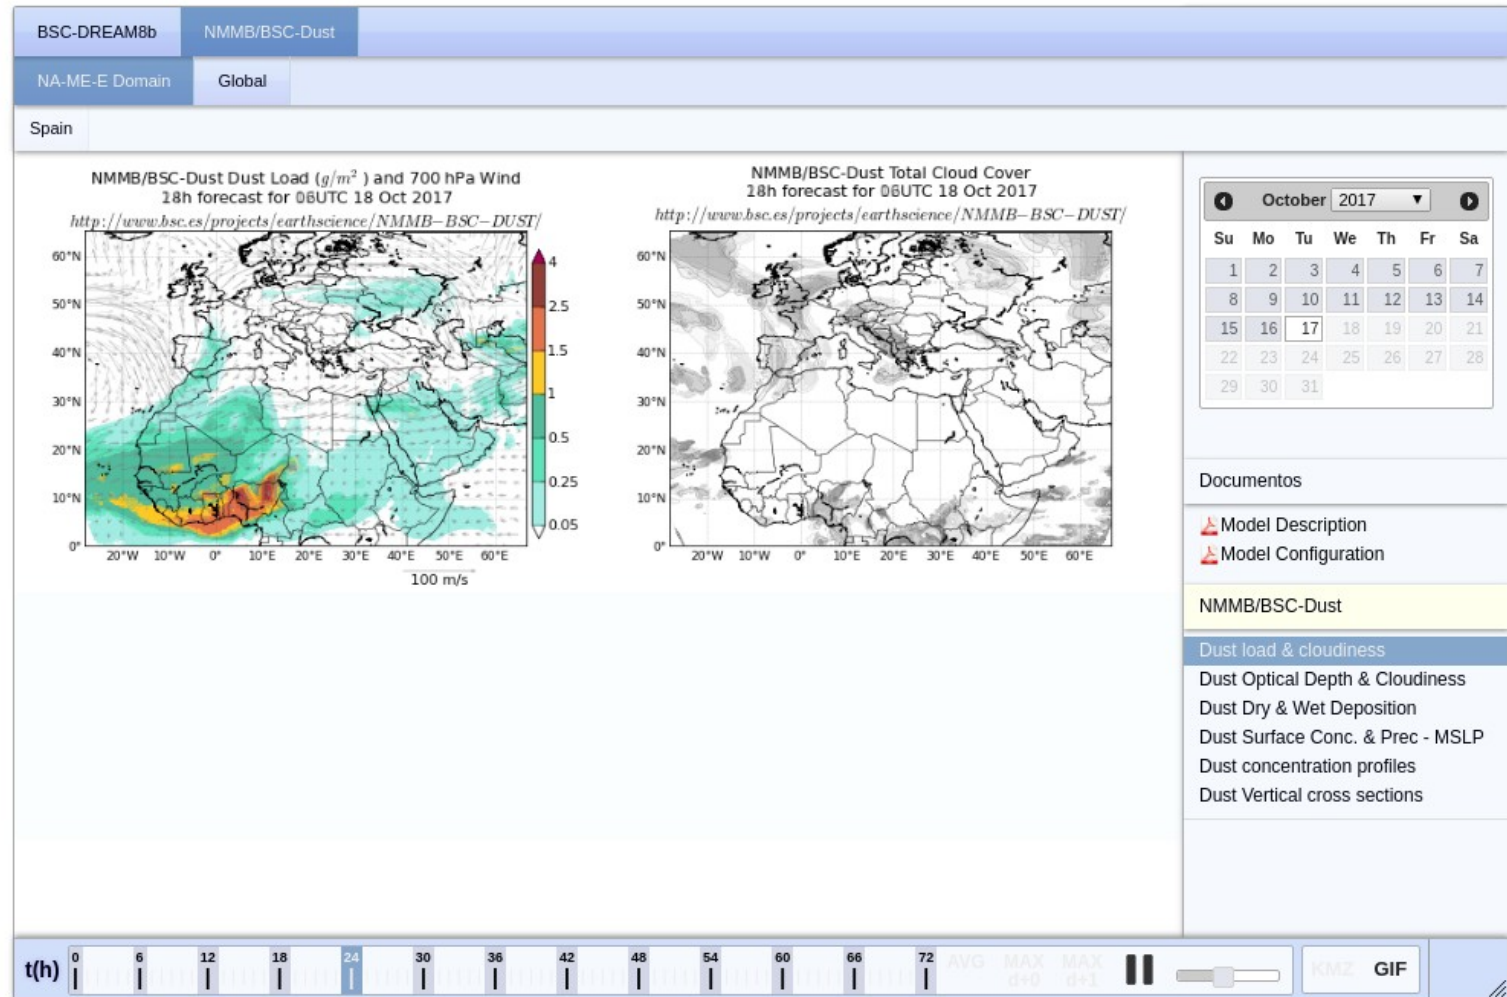 BSC-DREAM8b NMMB/BSC-Dust
NA-ME-E Domain Global
Spain
NMMB/BSC-Dust Dust Load (g/m² ) and 700 hPa Wind
18h forecast for 06UTC 18 Oct 2017
http://www.bsc.es/projects/earthscience/NMMB−BSC−DUST/
60°N
50°N
40°N
30°N
20°N
10°N
0°
20°W 10°W 0° 10°E 20°E 30°E 40°E 50°E 60°E
100 m/s
4
2.5
1.5
1
0.5
0.25
0.05
NMMB/BSC-Dust Total Cloud Cover
18h forecast for 06UTC 18 Oct 2017
http://www.bsc.es/projects/earthscience/NMMB−BSC−DUST/
60°N
50°N
40°N
30°N
20°N
10°N
0°
20°W 10°W 0° 10°E 20°E 30°E 40°E 50°E 60°E
October 2017
Su Mo Tu We Th Fr Sa
1 2 3 4 5 6 7
8 9 10 11 12 13 14
15 16 17 18 19 20 21
22 23 24 25 26 27 28
29 30 31
Documentos
Model Description
Model Configuration
NMMB/BSC-Dust
Dust load & cloudiness
Dust Optical Depth & Cloudiness
Dust Dry & Wet Deposition
Dust Surface Conc. & Prec - MSLP
Dust concentration profiles
Dust Vertical cross sections
t(h) 0 6 12 18 24 30 36 42 48 54 60 66 72 AVG MAX d+0 MAX d+1 KMZ GIF